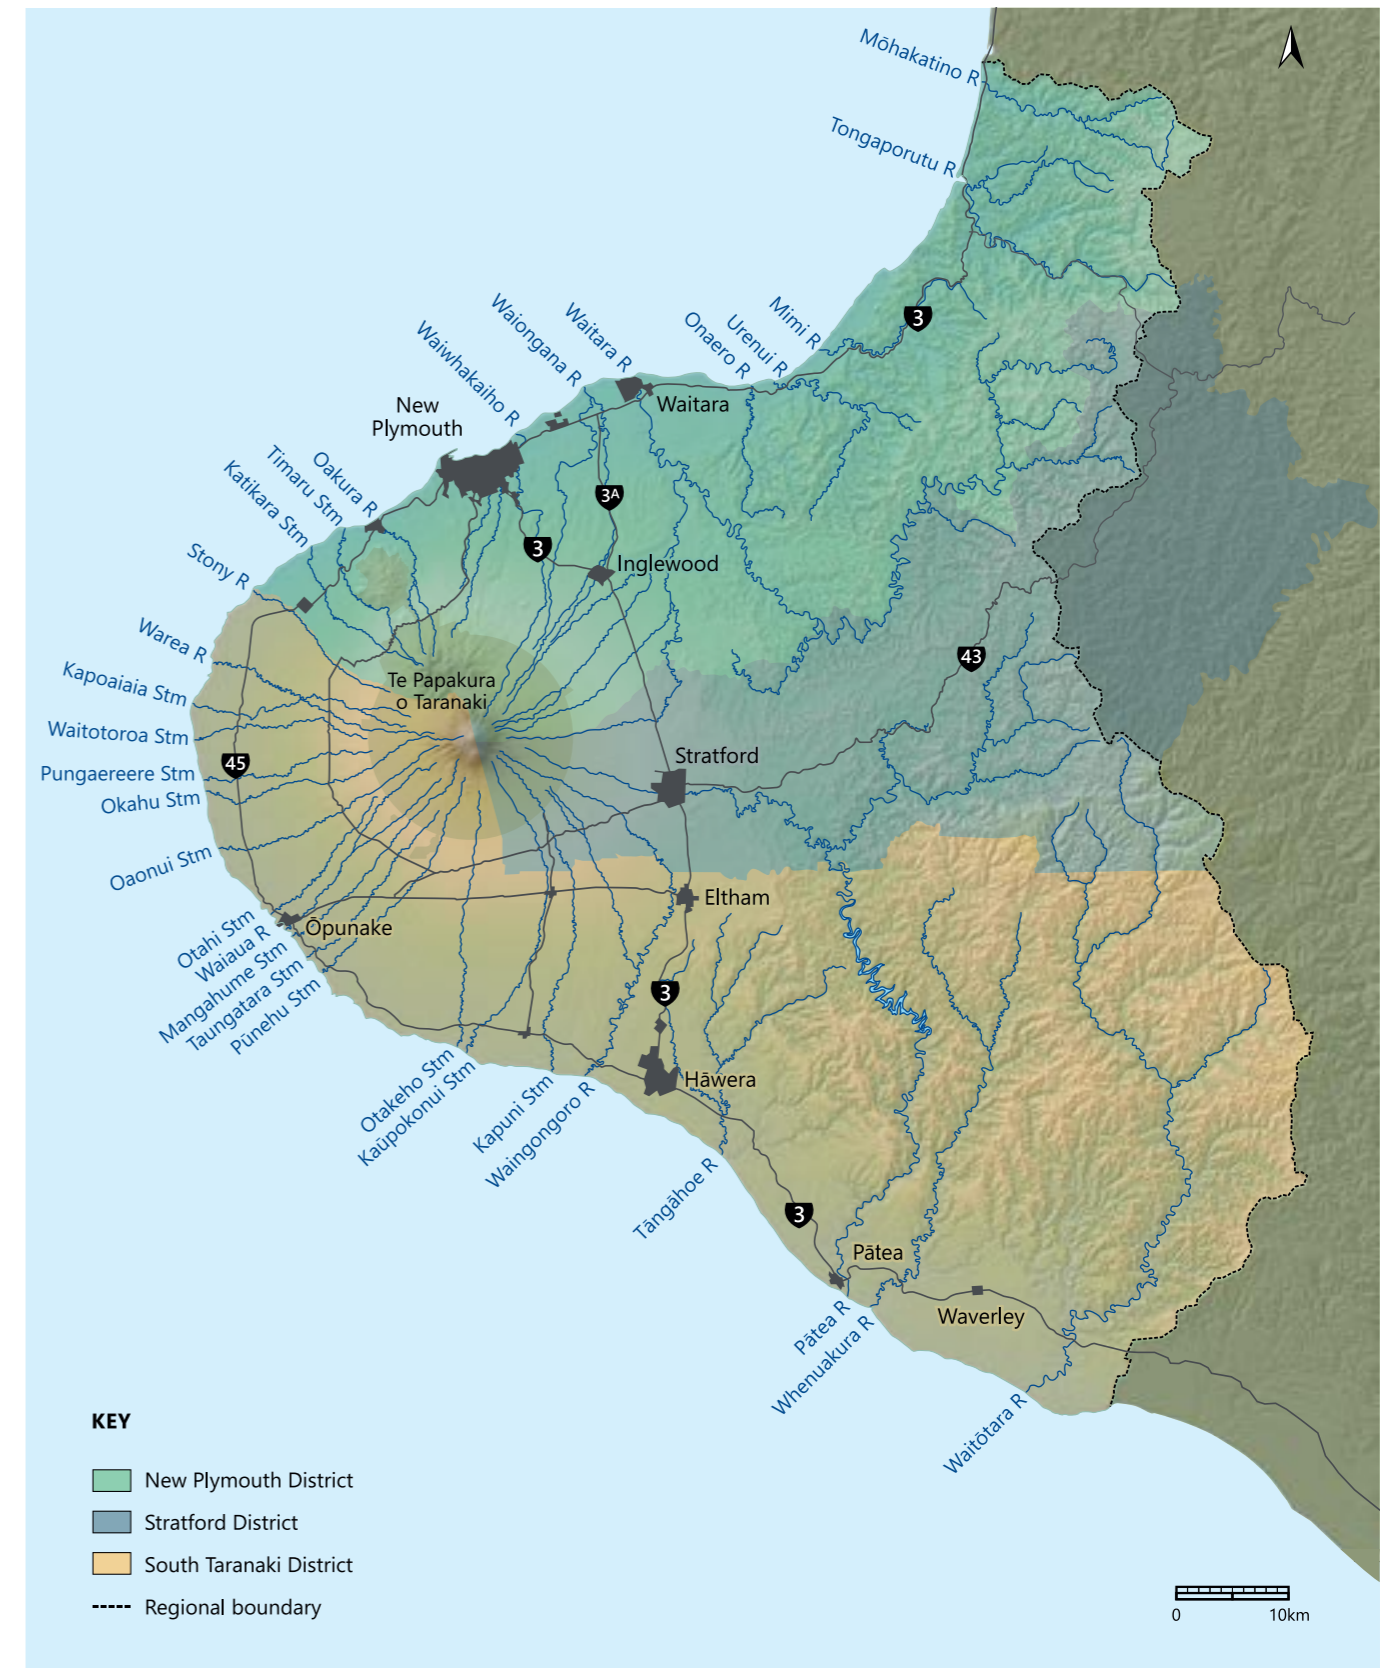 Mōhakatino R
Tongaporutu R
Mimi R
Urenui R
Onaero R
Waitara R
Waiongana R
Waiwhakaiho R
3
Waitara
New
Plymouth
Oakura R
Timaru Stm
Katikara Stm
3A
3
Inglewood
Stony R
Warea R
Kapoaiaia Stm
Waitotoroa Stm
Pungaereere Stm
Okahu Stm
Oaonui Stm
Te Papakura
o Taranaki
43
45
Stratford
Eltham
Ōpunake
Otahi Stm
Waiaua R
Mangahume Stm
Taungatara Stm
Pūnehu Stm
3
Otakeho Stm
Kaūpokonui Stm
Kapuni Stm
Waingongoro R
Hāwera
Tāngāhoe R
3
Pātea
Waverley
Pātea R
Whenuakura R
Waitōtara R
KEY
New Plymouth District
Stratford District
South Taranaki District
Regional boundary
0 10km